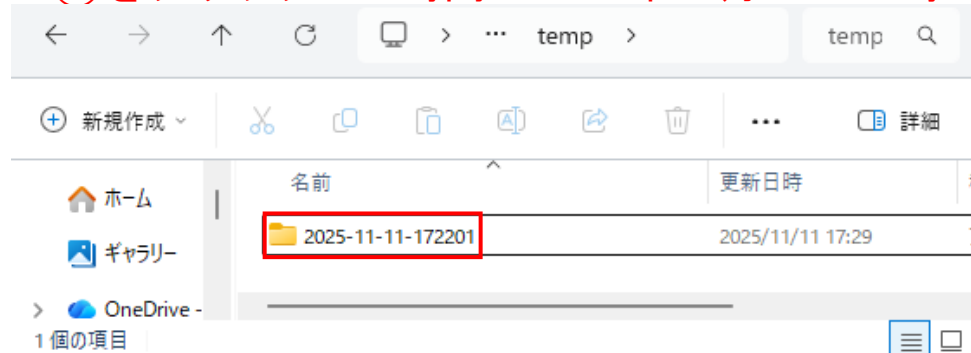 temp
temp
新規作成
詳細
名前
更新日時
ホーム
2025-11-11-172201
2025/11/11 17:29
ギャラリー
OneDrive -
1 個の項目